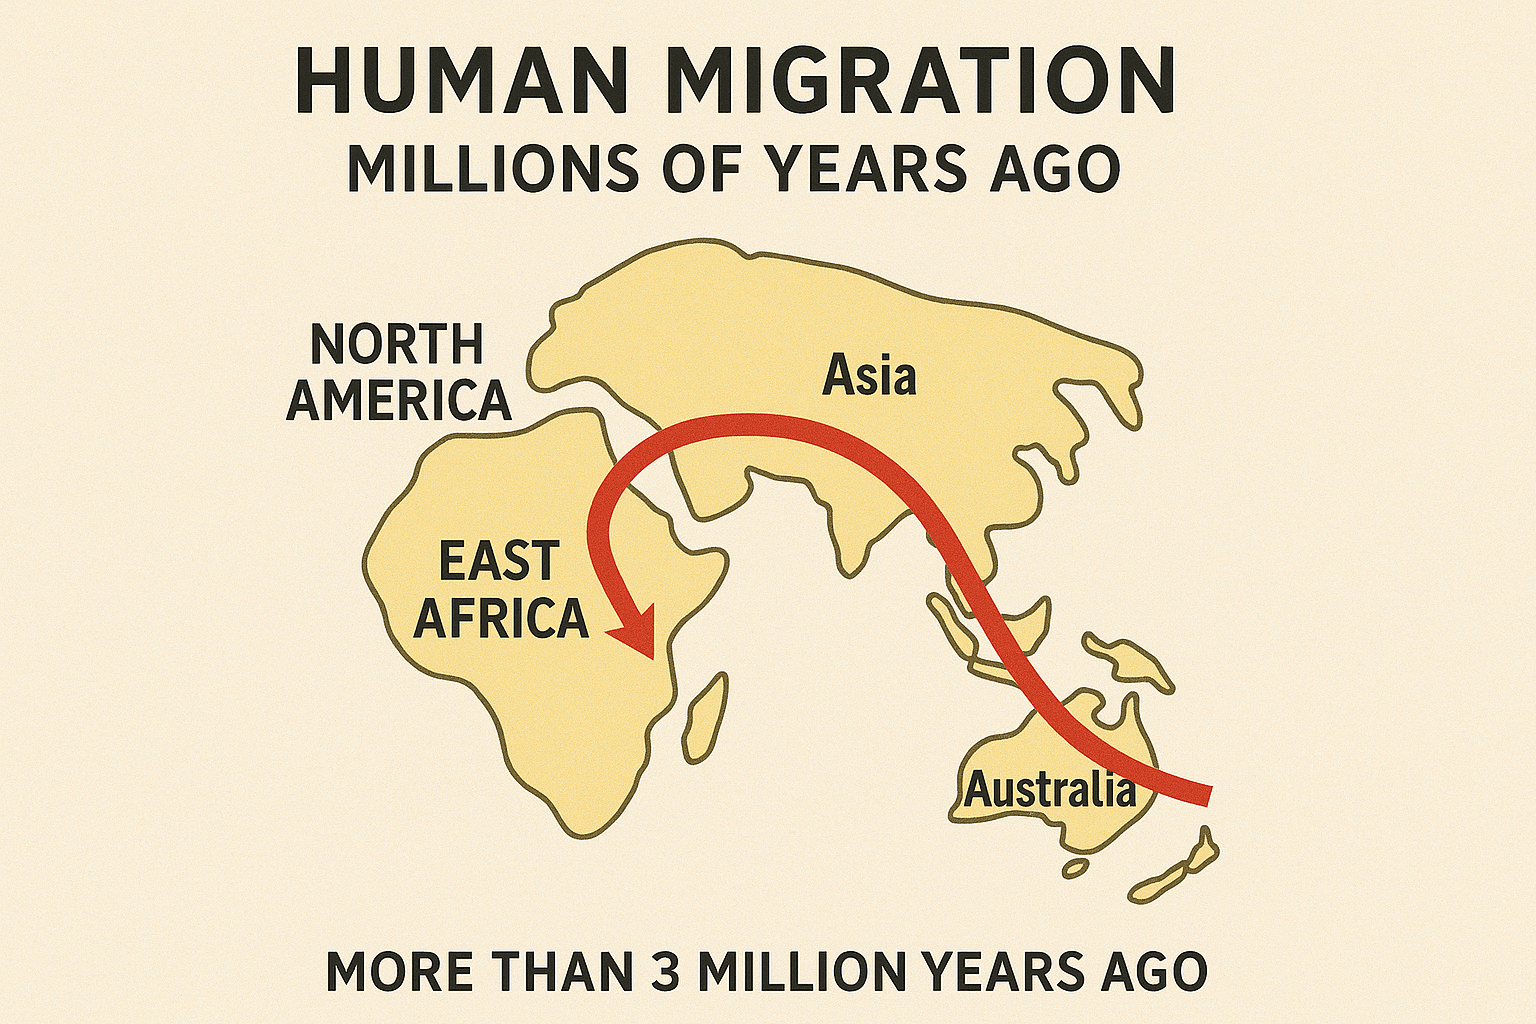 HUMAN MIGRATION
MILLIONS OF YEARS AGO
NORTH
AMERICA
Asia
EAST
AFRICA
Australia
MORE THAN 3 MILLION YEARS AGO